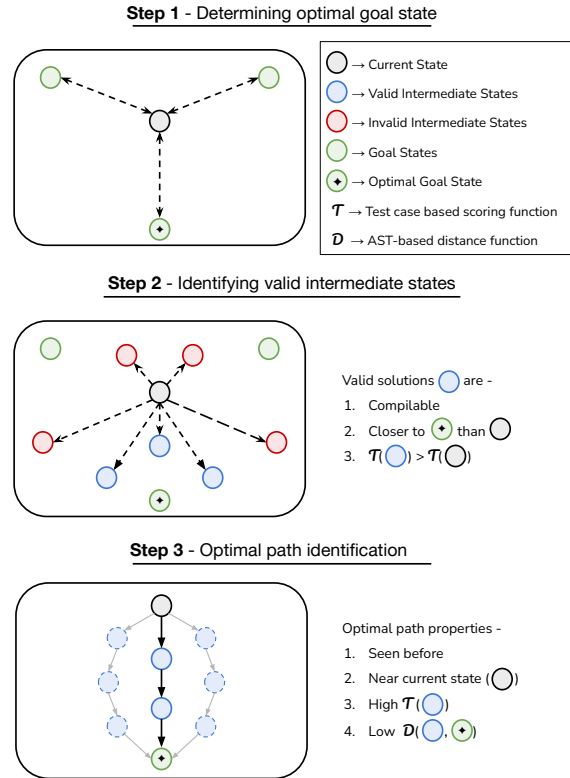 Step 1 - Determining optimal goal state
→ Current State
→ Valid Intermediate States
→ Invalid Intermediate States
→ Goal States
→ Optimal Goal State
𝒯 → Test case based scoring function
𝒟 → AST-based distance function
Step 2 - Identifying valid intermediate states
Valid solutions are -
1. Compilable
2. Closer to than
3. 𝒯( ) > 𝒯( )
Step 3 - Optimal path identification
Optimal path properties -
1. Seen before
2. Near current state ( )
3. High 𝒯( )
4. Low 𝒟( , )